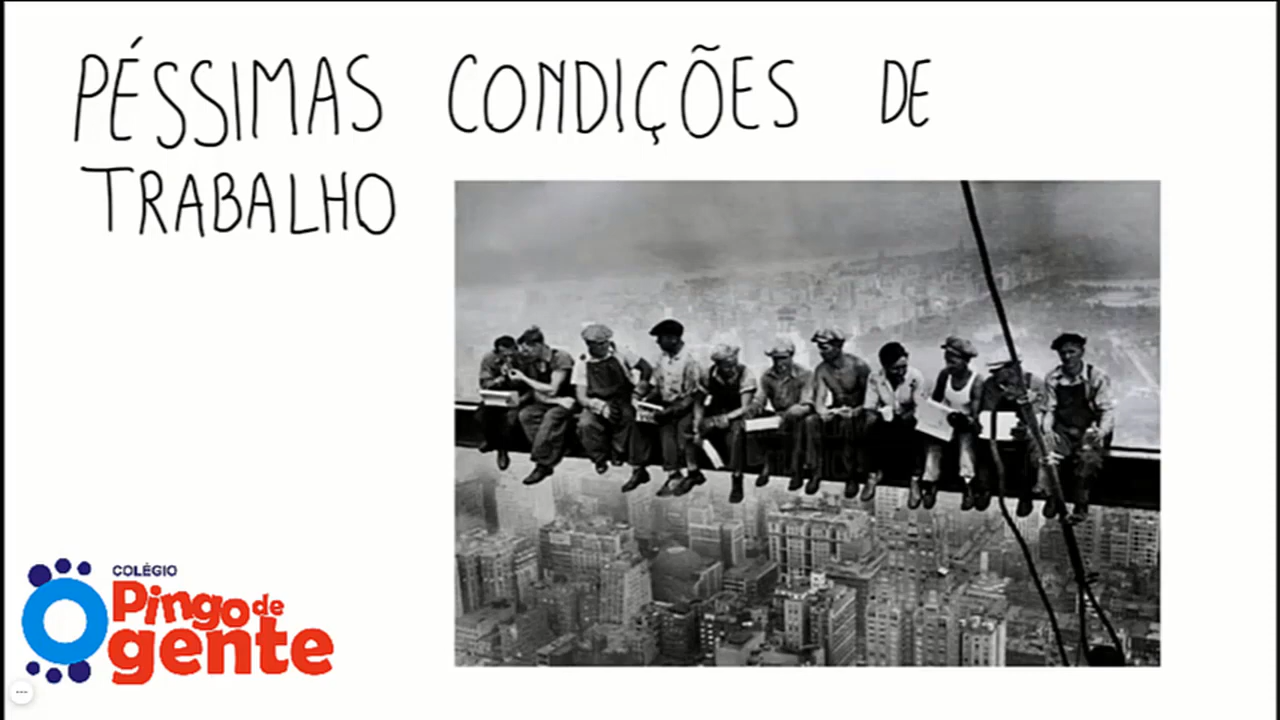 PÉSSIMAS CONDIÇÕES DE
TRABALHO
COLÉGIO
Pingo de
gente